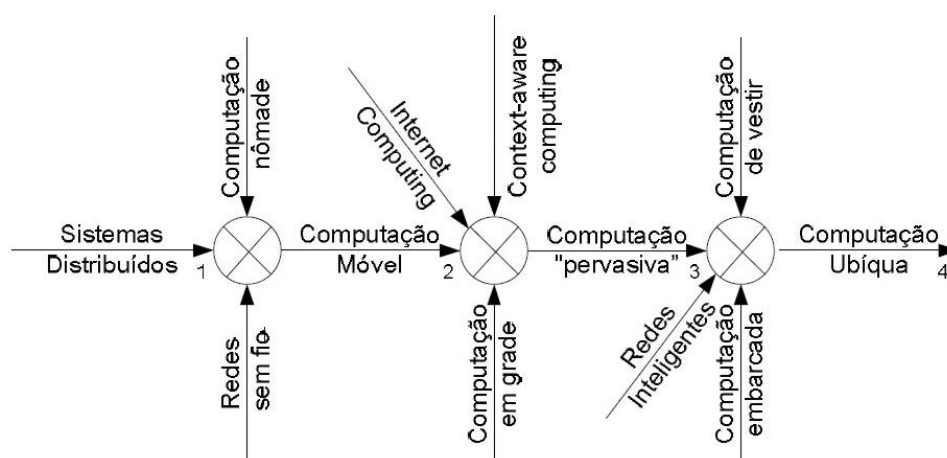 Computação
nômade
Internet
Computing
Context-aware
computing
Computação
de vestir
Sistemas
Distribuídos
1
Computação
Móvel
2
Computação
"pervasiva"
3
Computação
Ubíqua
4
Redes
sem fio
Computação
em grade
Redes
Inteligentes
Computação
embarcada